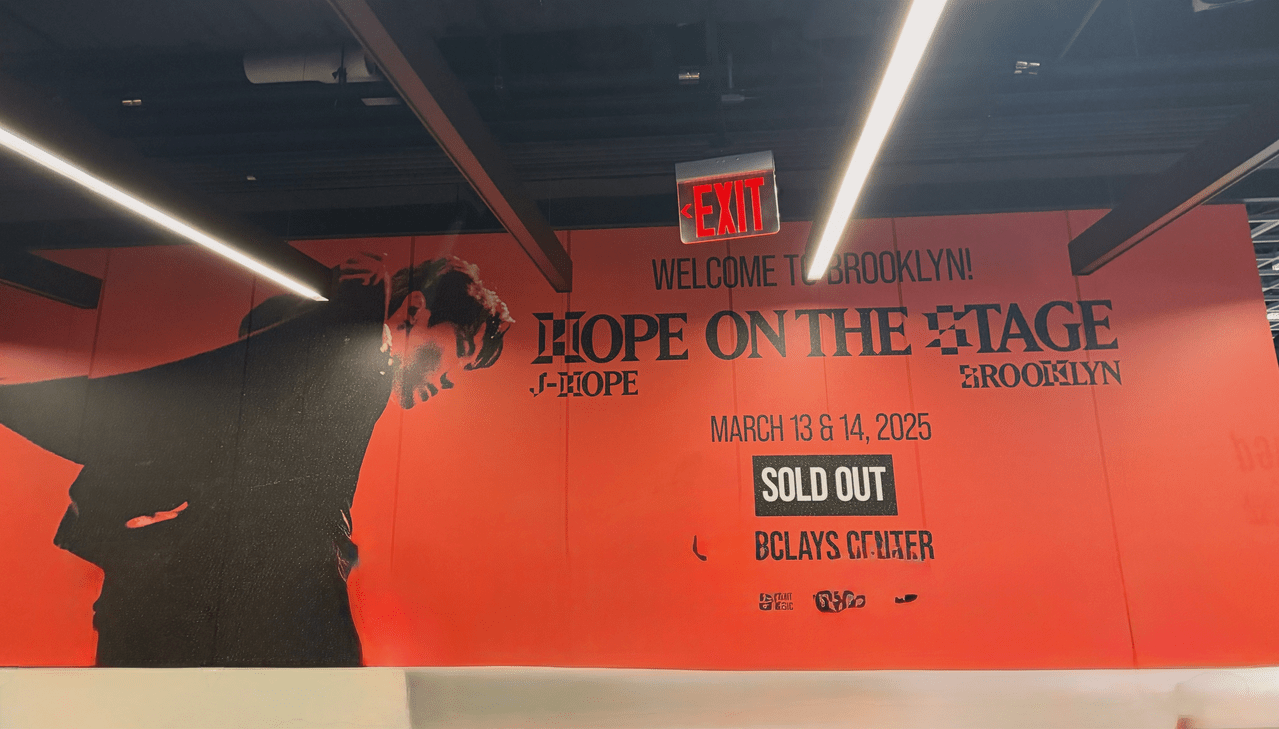 EXIT
WELCOME TO BROOKLYN!
HOPE ON THE STAGE
J-HOPE
BROOKLYN
MARCH 13 & 14, 2025
SOLD OUT
BCLAYS CENTER